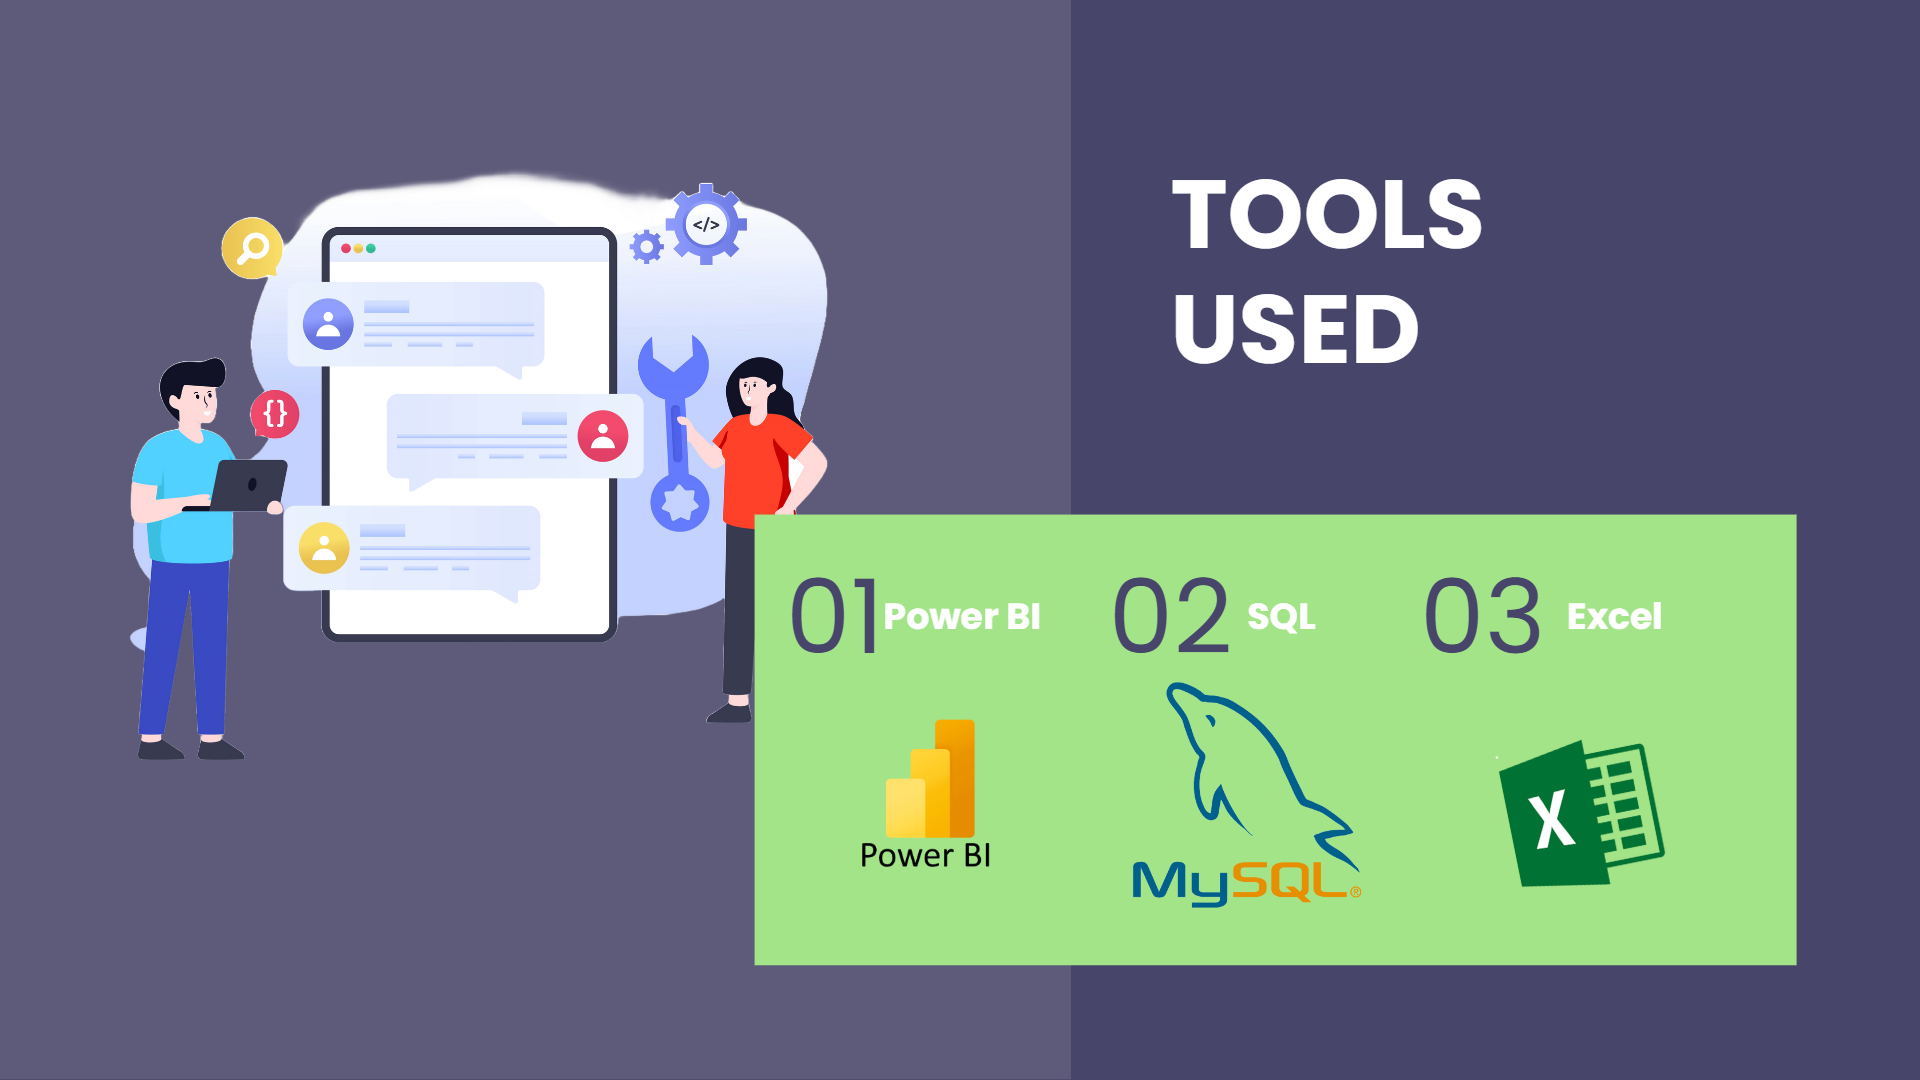 TOOLS
USED
</>
{}
01 Power BI
02 SQL
03 Excel
Power BI
MySQL®
X